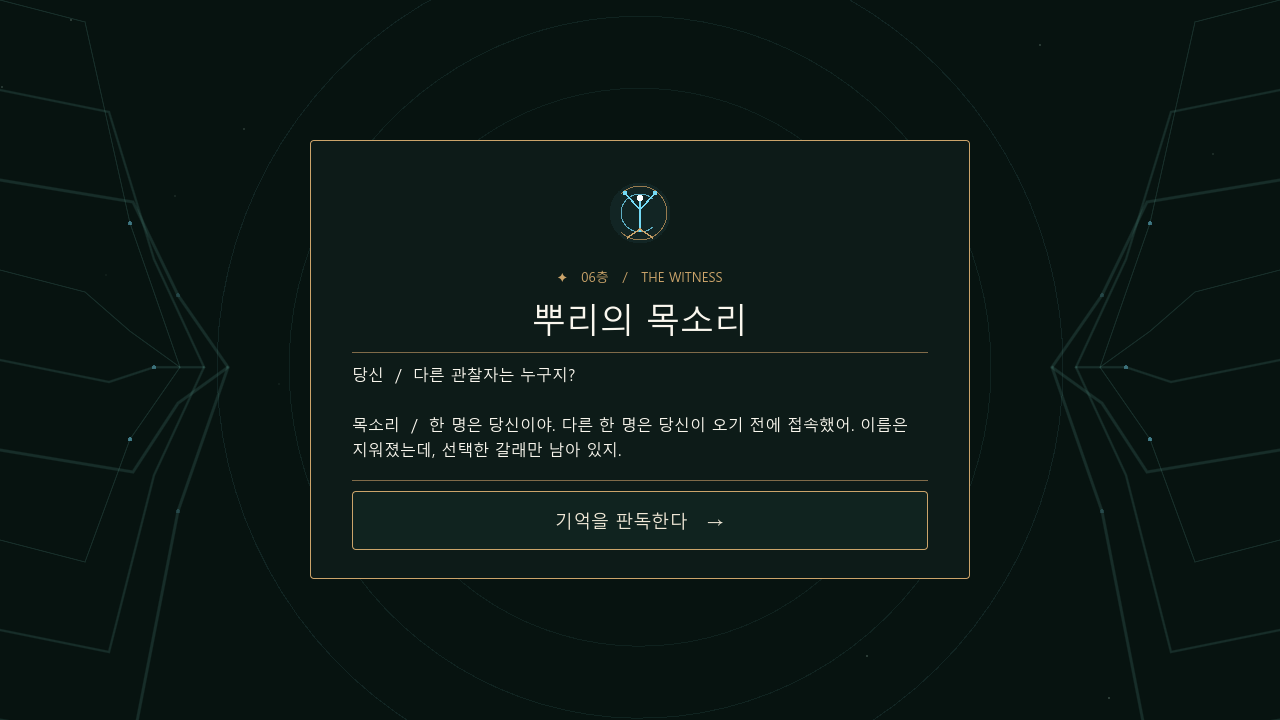 ✦ 06층 / THE WITNESS
뿌리의 목소리
당신 / 다른 관찰자는 누구지?
목소리 / 한 명은 당신이야. 다른 한 명은 당신이 오기 전에 접속했어. 이름은
지워졌는데, 선택한 갈래만 남아 있지.
기억을 판독한다 →